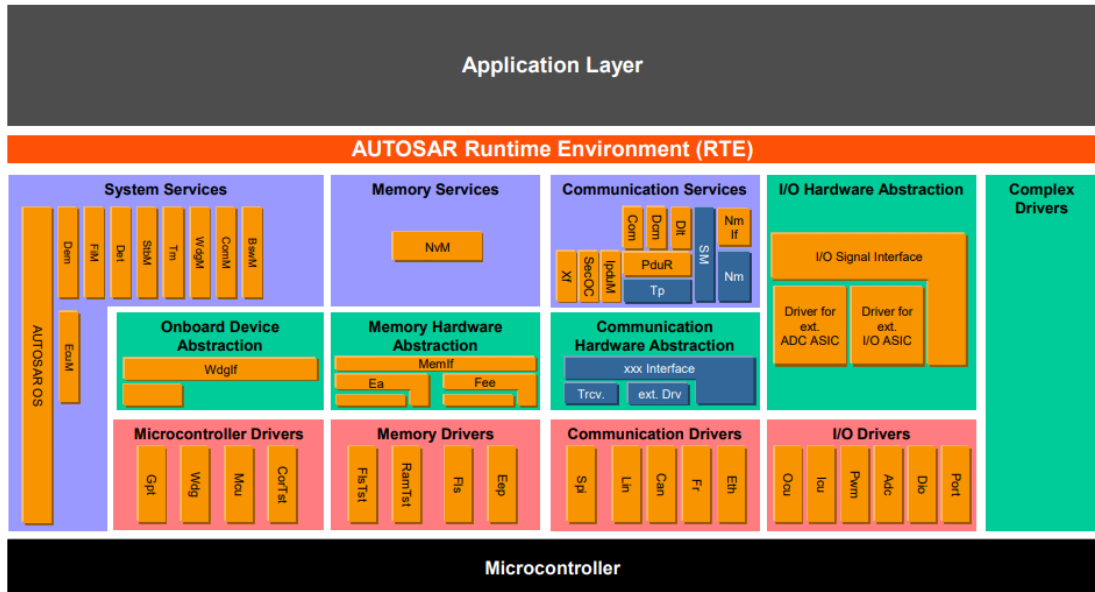 Application Layer
AUTOSAR Runtime Environment (RTE)
System Services
AUTOSAR OS
Dem
FiM
Det
StbM
Tm
WdgM
ComM
BswM
EcuM
Memory Services
NvM
Communication Services
Com
Dcm
Dlt
SM
Nm
If
Xf
SecOC
IpduM
PduR
Tp
Nm
I/O Hardware Abstraction
I/O Signal Interface
Driver for
ext.
ADC ASIC
Driver for
ext.
I/O ASIC
Complex
Drivers
Onboard Device
Abstraction
WdgIf
Memory Hardware
Abstraction
MemIf
Ea
Fee
Communication
Hardware Abstraction
xxx Interface
Trcv.
ext. Drv
Microcontroller Drivers
Gpt
Wdg
Mcu
CorTst
Memory Drivers
FlsTst
RamTst
Fls
Eep
Communication Drivers
Spi
Lin
Can
Fr
Eth
I/O Drivers
Ocu
Icu
Pwm
Adc
Dio
Port
Microcontroller